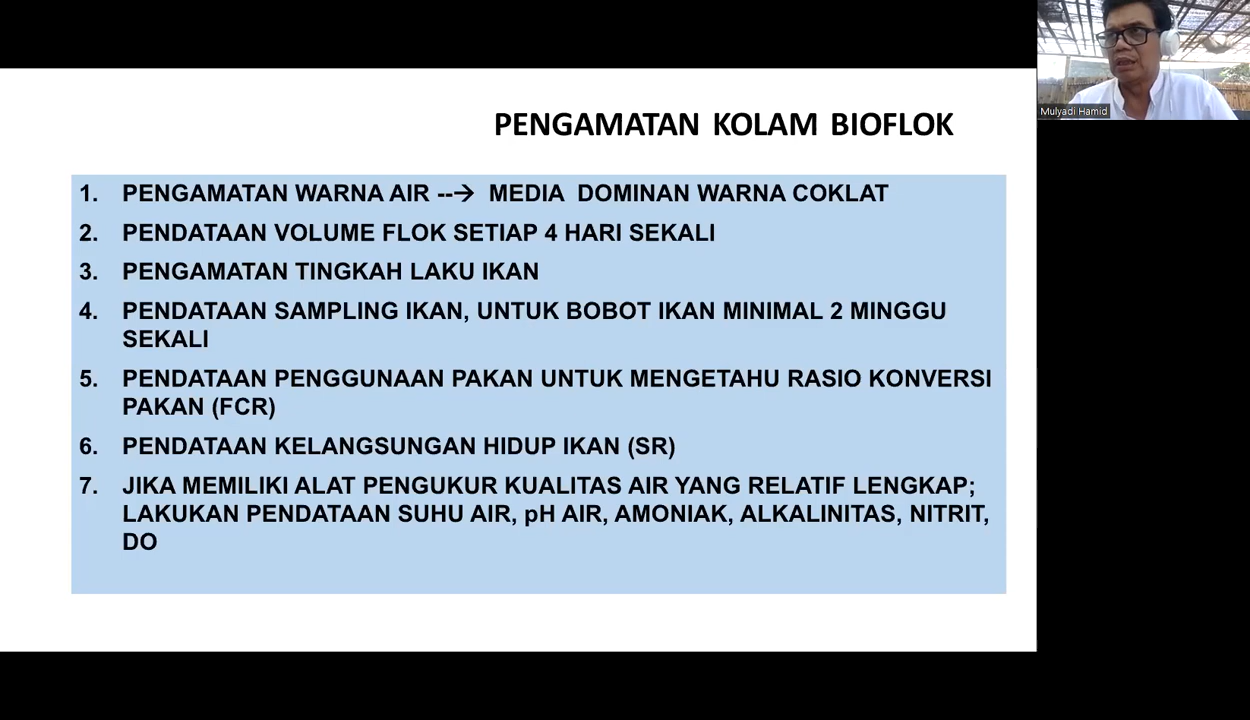 PENGAMATAN KOLAM BIOFLOK
1. PENGAMATAN WARNA AIR --→ MEDIA DOMINAN WARNA COKLAT
2. PENDATAAN VOLUME FLOK SETIAP 4 HARI SEKALI
3. PENGAMATAN TINGKAH LAKU IKAN
4. PENDATAAN SAMPLING IKAN, UNTUK BOBOT IKAN MINIMAL 2 MINGGU
SEKALI
5. PENDATAAN PENGGUNAAN PAKAN UNTUK MENGETAHU RASIO KONVERSI
PAKAN (FCR)
6. PENDATAAN KELANGSUNGAN HIDUP IKAN (SR)
7. JIKA MEMILIKI ALAT PENGUKUR KUALITAS AIR YANG RELATIF LENGKAP;
LAKUKAN PENDATAAN SUHU AIR, pH AIR, AMONIAK, ALKALINITAS, NITRIT,
DO
Mulyadi Hamid